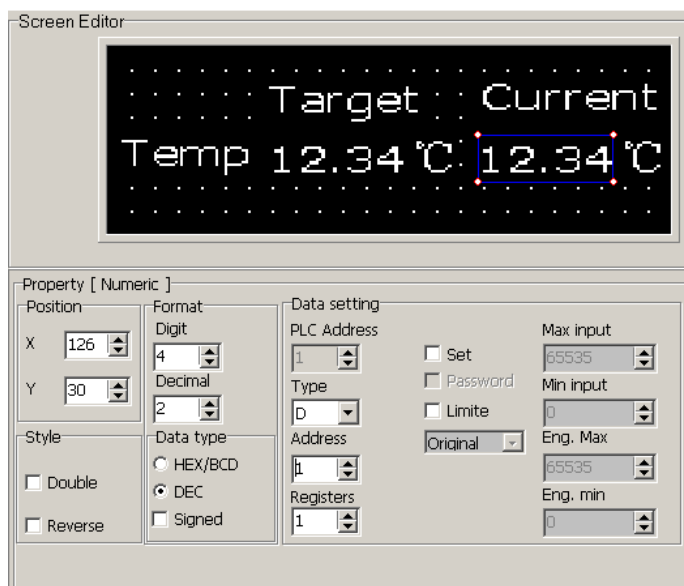 Screen Editor
Target Current
Temp 12.34 ℃ 12.34 ℃
Property [ Numeric ]
Position
X 126
Y 30
Style
Double
Reverse
Format
Digit
4
Decimal
2
Data type
HEX/BCD
DEC
Signed
Data setting
PLC Address
1
Type
D
Address
1
Registers
1
Set
Password
Limite
Original
Max input
65535
Min input
0
Eng. Max
65535
Eng. min
0